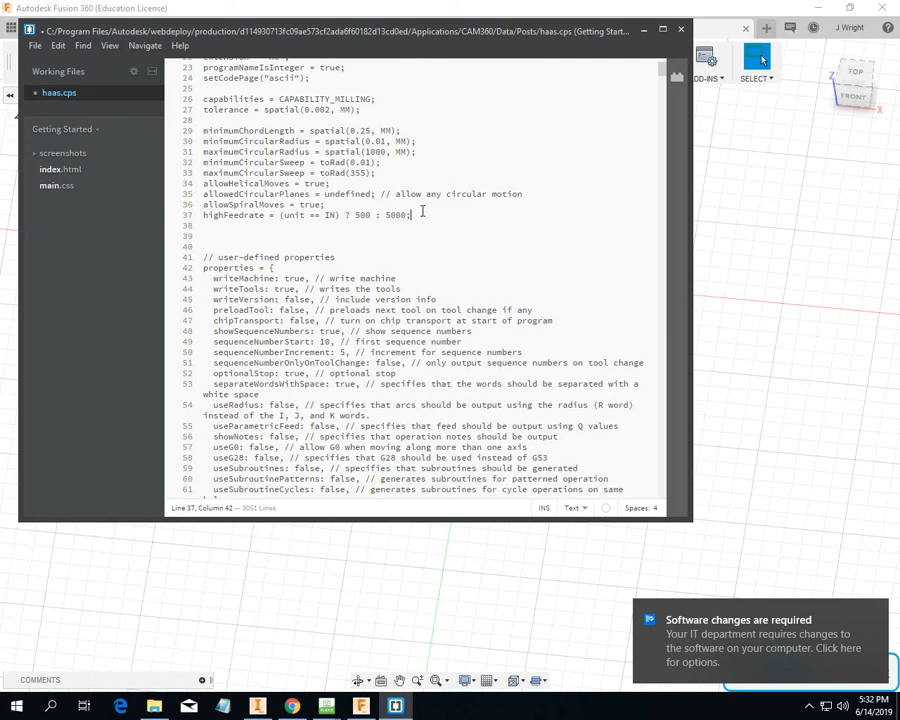 Autodesk Fusion 360 (Education License)
• C:/Program Files/Autodesk/webdeploy/production/d114930713fc09ae573cf2ada6f60182d13cd0ed/Applications/CAM360/Data/Posts/haas.cps (Getting Start...
J Wright
File Edit Find View Navigate Help
Working Files
haas.cps
Getting Started
screenshots
index.html
main.css
23 programNameIsInteger = true;
24 setCodePage("ascii");
25
26 capabilities = CAPABILITY_MILLING;
27 tolerance = spatial(0.002, MM);
28
29 minimumChordLength = spatial(0.25, MM);
30 minimumCircularRadius = spatial(0.01, MM);
31 maximumCircularRadius = spatial(1000, MM);
32 minimumCircularSweep = toRad(0.01);
33 maximumCircularSweep = toRad(355);
34 allowHelicalMoves = true;
35 allowedCircularPlanes = undefined; // allow any circular motion
36 allowSpiralMoves = true;
37 highFeedrate = (unit == IN) ? 500 : 5000;
38
39
40
41 // user-defined properties
42 properties = {
43 writeMachine: true, // write machine
44 writeTools: true, // writes the tools
45 writeVersion: false, // include version info
46 preloadTool: false, // preloads next tool on tool change if any
47 chipTransport: false, // turn on chip transport at start of program
48 showSequenceNumbers: true, // show sequence numbers
49 sequenceNumberStart: 10, // first sequence number
50 sequenceNumberIncrement: 5, // increment for sequence numbers
51 sequenceNumberOnlyOnToolChange: false, // only output sequence numbers on tool change
52 optionalStop: true, // optional stop
53 separateWordsWithSpace: true, // specifies that the words should be separated with a
white space
54 useRadius: false, // specifies that arcs should be output using the radius (R word)
instead of the I, J, and K words.
55 useParametricFeed: false, // specifies that feed should be output using Q values
56 showNotes: false, // specifies that operation notes should be output
57 useG0: false, // allow G0 when moving along more than one axis
58 useG28: false, // specifies that G28 should be used instead of G53
59 useSubroutines: false, // specifies that subroutines should be generated
60 useSubroutinePatterns: false, // generates subroutines for patterned operation
61 useSubroutineCycles: false, // generates subroutines for cycle operations on same
Line 37, Column 42 — 3051 Lines
INS Text Spaces: 4
DD-INS SELECT
TOP
FRONT
Z
X
Software changes are required
Your IT department requires changes to
the software on your computer. Click here
for options.
COMMENTS
5:32 PM
6/14/2019